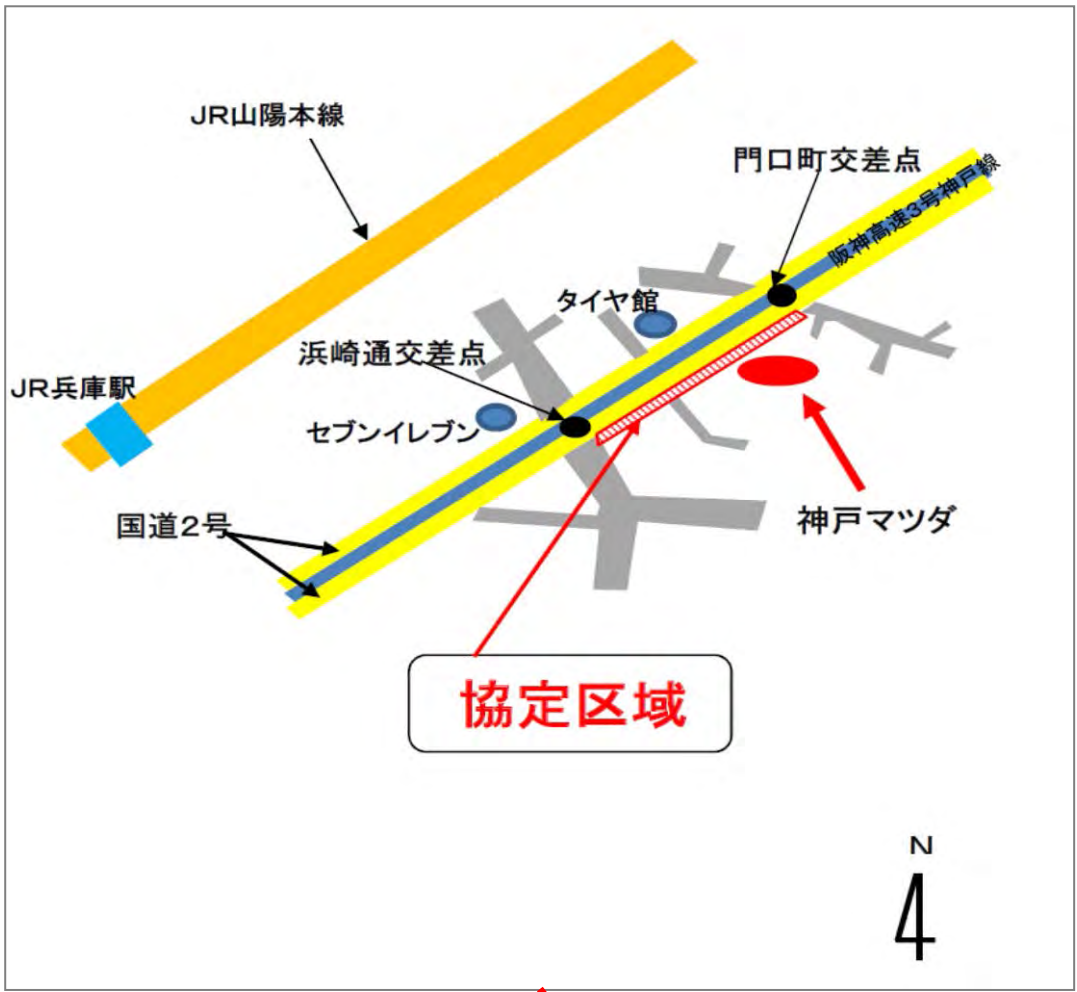 JR山陽本線
門口町交差点
阪神高速3号神戸線
タイヤ館
浜崎通交差点
JR兵庫駅
セブンイレブン
国道2号
神戸マツダ
協定区域
N